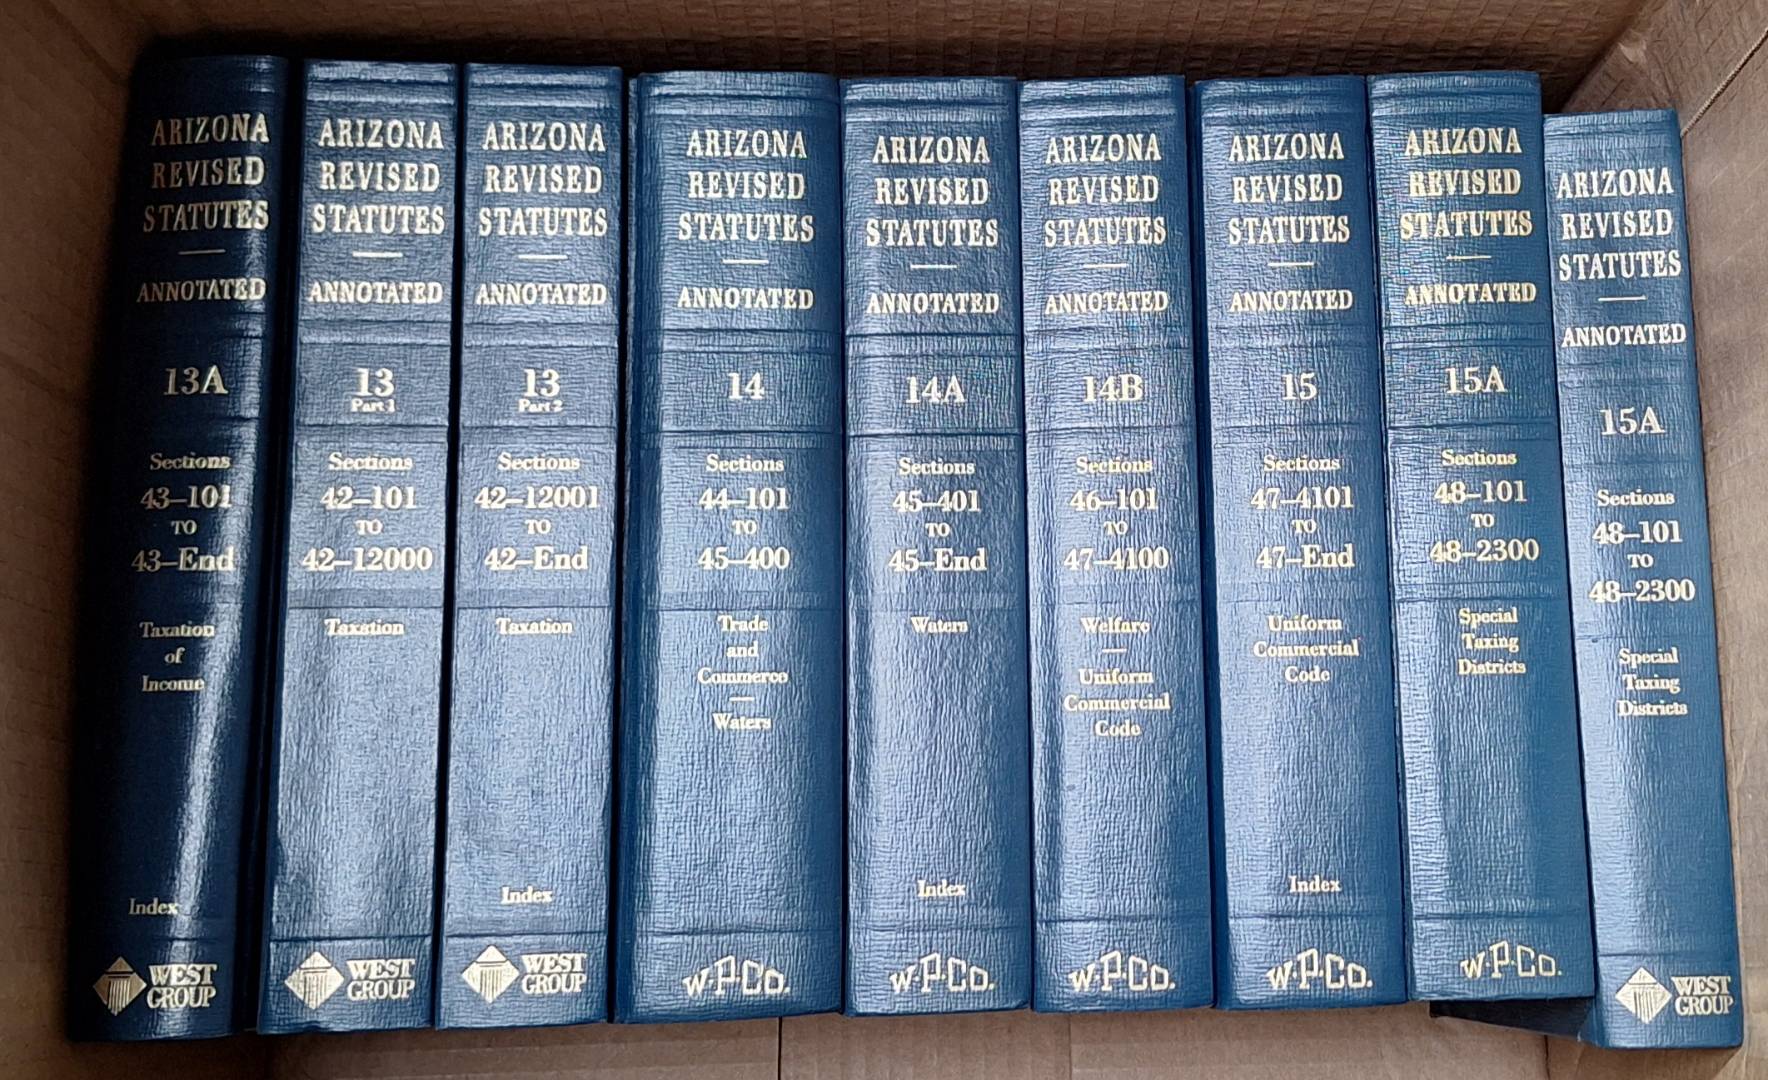 ARIZONA
REVISED
STATUTES
ANNOTATED
13A
Sections
43–101
TO
43–End
Taxation
of
Income
Index
WEST
GROUP
ARIZONA
REVISED
STATUTES
ANNOTATED
13
Part 1
Sections
42–101
TO
42–12000
Taxation
WEST
GROUP
ARIZONA
REVISED
STATUTES
ANNOTATED
13
Part 2
Sections
42–12001
TO
42–End
Taxation
Index
WEST
GROUP
ARIZONA
REVISED
STATUTES
ANNOTATED
14
Sections
44–101
TO
45–400
Trade
and
Commerce
Waters
W·P·CO.
ARIZONA
REVISED
STATUTES
ANNOTATED
14A
Sections
45–401
TO
45–End
Waters
Index
W·P·CO.
ARIZONA
REVISED
STATUTES
ANNOTATED
14B
Sections
46–101
TO
47–4100
Welfare
Uniform
Commercial
Code
W·P·CO.
ARIZONA
REVISED
STATUTES
ANNOTATED
15
Sections
47–4101
TO
47–End
Uniform
Commercial
Code
Index
W·P·CO.
ARIZONA
REVISED
STATUTES
ANNOTATED
15A
Sections
48–101
TO
48–2300
Special
Taxing
Districts
W·P·CO.
ARIZONA
REVISED
STATUTES
ANNOTATED
15A
Sections
48–101
TO
48–2300
Special
Taxing
Districts
WEST
GROUP